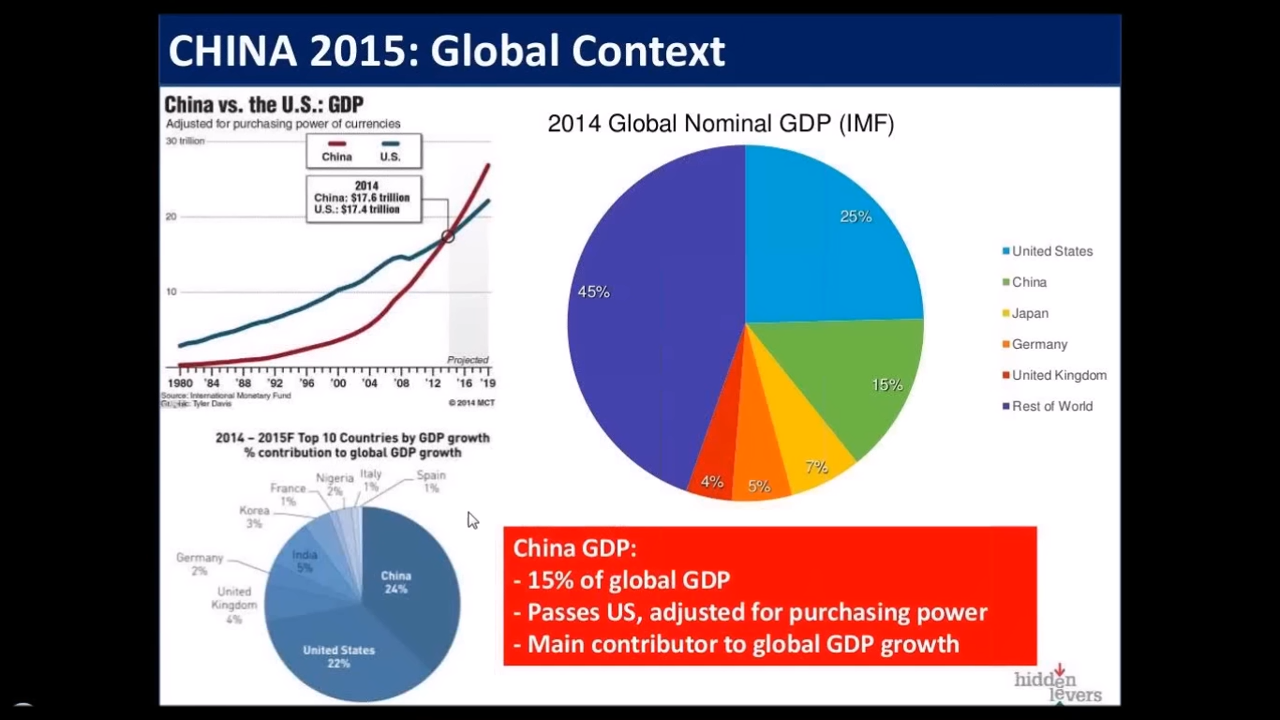 CHINA 2015: Global Context
China vs. the U.S.: GDP
Adjusted for purchasing power of currencies
30 trillion
China U.S.
2014
China: $17.6 trillion
U.S.: $17.4 trillion
20
10
Projected
1980 '84 '88 '92 '96 '00 '04 '08 '12 '16 '19
Source: International Monetary Fund
Graphic: Tyler Davis
© 2014 MCT
2014 Global Nominal GDP (IMF)
25%
45%
15%
7%
5%
4%
United States
China
Japan
Germany
United Kingdom
Rest of World
2014 – 2015F Top 10 Countries by GDP growth
% contribution to global GDP growth
Spain
1%
Italy
1%
Nigeria
2%
France
1%
Korea
3%
India
5%
Germany
2%
United
Kingdom
4%
China
24%
United States
22%
China GDP:
- 15% of global GDP
- Passes US, adjusted for purchasing power
- Main contributor to global GDP growth
hidden
levers